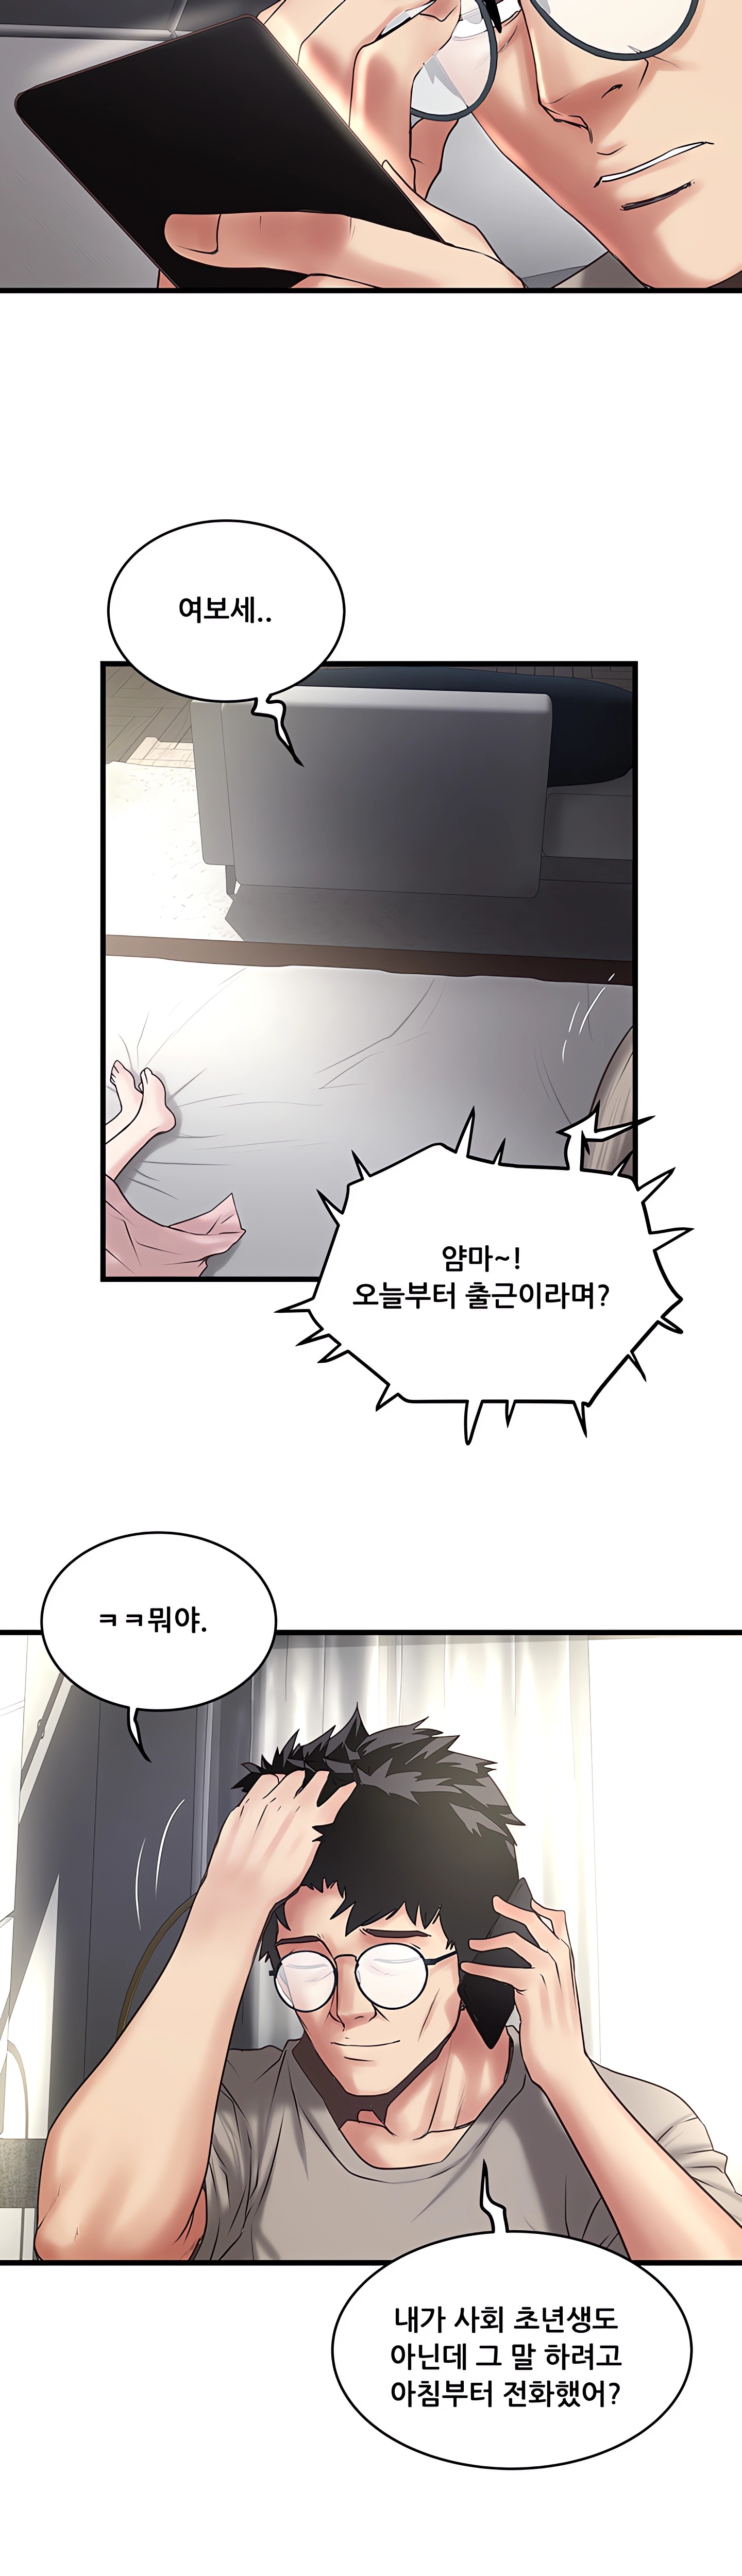 여보세..
얌마~!
오늘부터 출근이라며?
ㅋㅋ뭐야.
내가 사회 초년생도
아닌데 그 말 하려고
아침부터 전화했어?